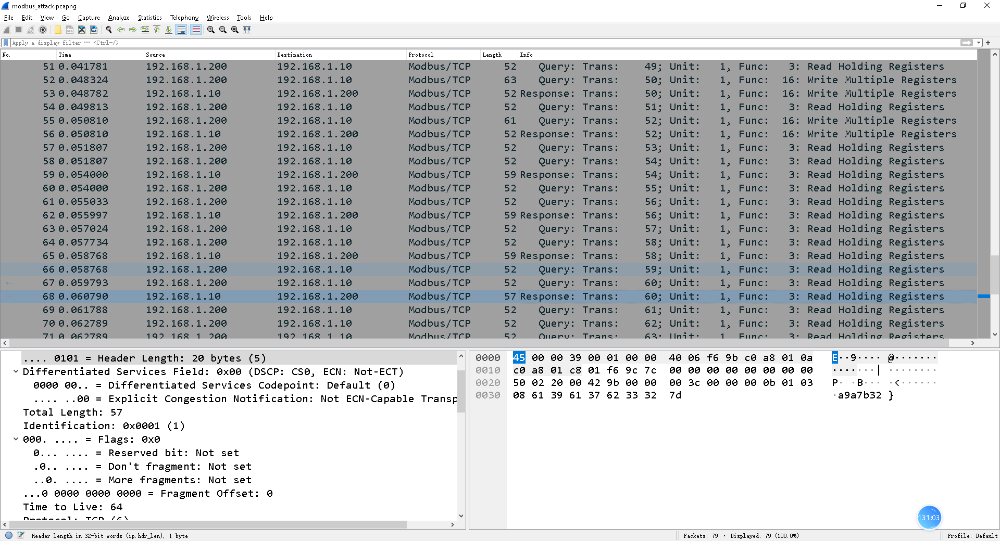 modbus_attack.pcapng
File Edit View Go Capture Analyze Statistics Telephony Wireless Tools Help
Apply a display filter ··· <Ctrl-/>
No. Time Source Destination Protocol Length Info
51 0.041781 192.168.1.200 192.168.1.10 Modbus/TCP 52 Query: Trans: 49; Unit: 1, Func: 3: Read Holding Registers
52 0.048324 192.168.1.200 192.168.1.10 Modbus/TCP 63 Query: Trans: 50; Unit: 1, Func: 16: Write Multiple Registers
53 0.048782 192.168.1.10 192.168.1.200 Modbus/TCP 52 Response: Trans: 50; Unit: 1, Func: 16: Write Multiple Registers
54 0.049813 192.168.1.200 192.168.1.10 Modbus/TCP 52 Query: Trans: 51; Unit: 1, Func: 3: Read Holding Registers
55 0.050810 192.168.1.200 192.168.1.10 Modbus/TCP 61 Query: Trans: 52; Unit: 1, Func: 16: Write Multiple Registers
56 0.050810 192.168.1.10 192.168.1.200 Modbus/TCP 52 Response: Trans: 52; Unit: 1, Func: 16: Write Multiple Registers
57 0.051807 192.168.1.200 192.168.1.10 Modbus/TCP 52 Query: Trans: 53; Unit: 1, Func: 3: Read Holding Registers
58 0.051807 192.168.1.200 192.168.1.10 Modbus/TCP 52 Query: Trans: 54; Unit: 1, Func: 3: Read Holding Registers
59 0.054000 192.168.1.10 192.168.1.200 Modbus/TCP 59 Response: Trans: 54; Unit: 1, Func: 3: Read Holding Registers
60 0.054000 192.168.1.200 192.168.1.10 Modbus/TCP 52 Query: Trans: 55; Unit: 1, Func: 3: Read Holding Registers
61 0.055033 192.168.1.200 192.168.1.10 Modbus/TCP 52 Query: Trans: 56; Unit: 1, Func: 3: Read Holding Registers
62 0.055997 192.168.1.10 192.168.1.200 Modbus/TCP 59 Response: Trans: 56; Unit: 1, Func: 3: Read Holding Registers
63 0.057024 192.168.1.200 192.168.1.10 Modbus/TCP 52 Query: Trans: 57; Unit: 1, Func: 3: Read Holding Registers
64 0.057734 192.168.1.200 192.168.1.10 Modbus/TCP 52 Query: Trans: 58; Unit: 1, Func: 3: Read Holding Registers
65 0.058768 192.168.1.10 192.168.1.200 Modbus/TCP 59 Response: Trans: 58; Unit: 1, Func: 3: Read Holding Registers
66 0.058768 192.168.1.200 192.168.1.10 Modbus/TCP 52 Query: Trans: 59; Unit: 1, Func: 3: Read Holding Registers
67 0.059793 192.168.1.200 192.168.1.10 Modbus/TCP 52 Query: Trans: 60; Unit: 1, Func: 3: Read Holding Registers
68 0.060790 192.168.1.10 192.168.1.200 Modbus/TCP 57 Response: Trans: 60; Unit: 1, Func: 3: Read Holding Registers
69 0.061788 192.168.1.200 192.168.1.10 Modbus/TCP 52 Query: Trans: 61; Unit: 1, Func: 3: Read Holding Registers
70 0.062789 192.168.1.200 192.168.1.10 Modbus/TCP 52 Query: Trans: 62; Unit: 1, Func: 3: Read Holding Registers
71 0.062789 192.168.1.200 192.168.1.10 Modbus/TCP 52 Query: Trans: 63; Unit: 1, Func: 3: Read Holding Registers
.... 0101 = Header Length: 20 bytes (5)
Differentiated Services Field: 0x00 (DSCP: CS0, ECN: Not-ECT)
0000 00.. = Differentiated Services Codepoint: Default (0)
.... ..00 = Explicit Congestion Notification: Not ECN-Capable Transp
Total Length: 57
Identification: 0x0001 (1)
000. .... = Flags: 0x0
0... .... = Reserved bit: Not set
.0.. .... = Don't fragment: Not set
..0. .... = More fragments: Not set
...0 0000 0000 0000 = Fragment Offset: 0
Time to Live: 64
Protocol: TCP (6)
0000 45 00 00 39 00 01 00 00 40 06 f6 9b c0 a8 01 0a E··9····@·······
0010 c0 a8 01 c8 01 f6 9c 7c 00 00 00 00 00 00 00 00 ·······|········
0020 50 02 20 00 42 9b 00 00 00 3c 00 00 00 0b 01 03 P· ·B····<······
0030 08 61 39 61 37 62 33 32 7d ·a9a7b32 }
131:03
Header length in 32-bit words (ip.hdr_len), 1 byte
Packets: 79 · Displayed: 79 (100.0%)
Profile: Default